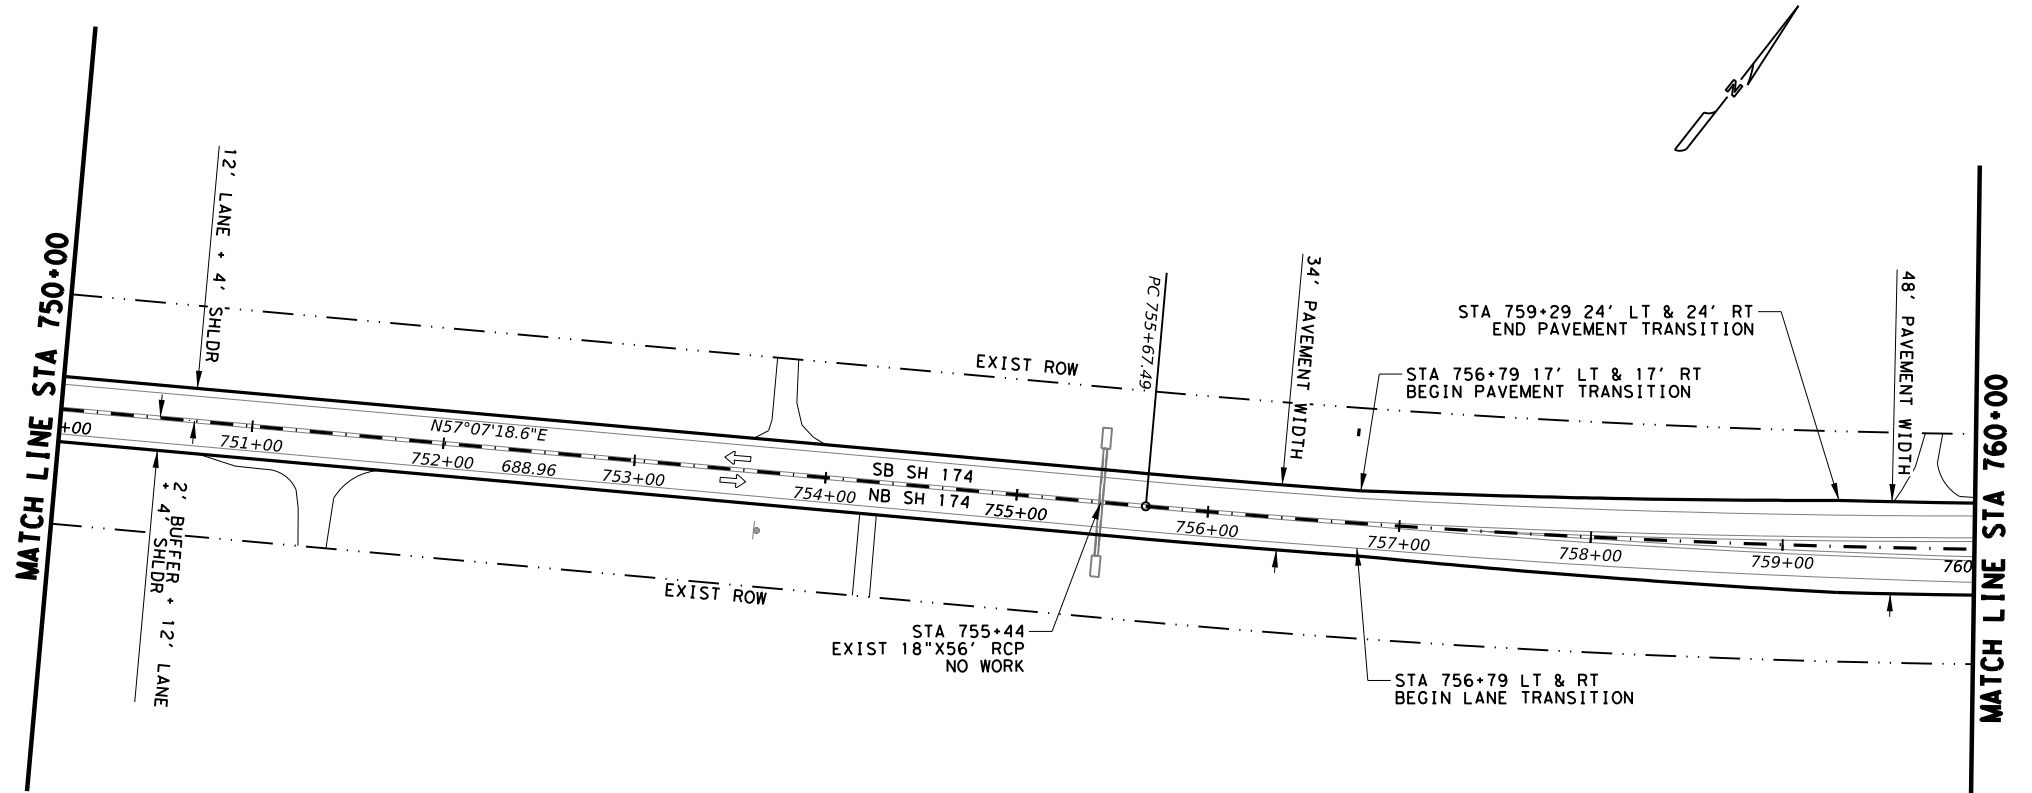 MATCH LINE STA 750+00
12' LANE + 4' SHLDR
+00
751+00
N57°07'18.6"E
752+00
688.96
753+00
2' BUFFER + 12' LANE
+ 4' SHLDR
754+00
SB SH 174
NB SH 174
755+00
EXIST ROW
EXIST ROW
STA 755+44
EXIST 18"X56' RCP
NO WORK
PC 755+67.49
756+00
34' PAVEMENT WIDTH
STA 759+29 24' LT & 24' RT
END PAVEMENT TRANSITION
STA 756+79 17' LT & 17' RT
BEGIN PAVEMENT TRANSITION
757+00
758+00
759+00
760
STA 756+79 LT & RT
BEGIN LANE TRANSITION
48' PAVEMENT WIDTH
N
MATCH LINE STA 760+00